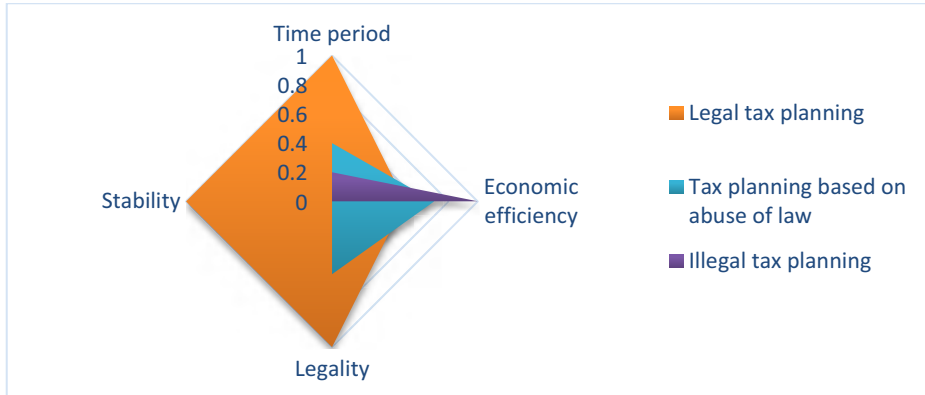 Time period
1
0.8
0.6
0.4
0.2
0
Stability
Economic
efficiency
Legality
Legal tax planning
Tax planning based on
abuse of law
Illegal tax planning